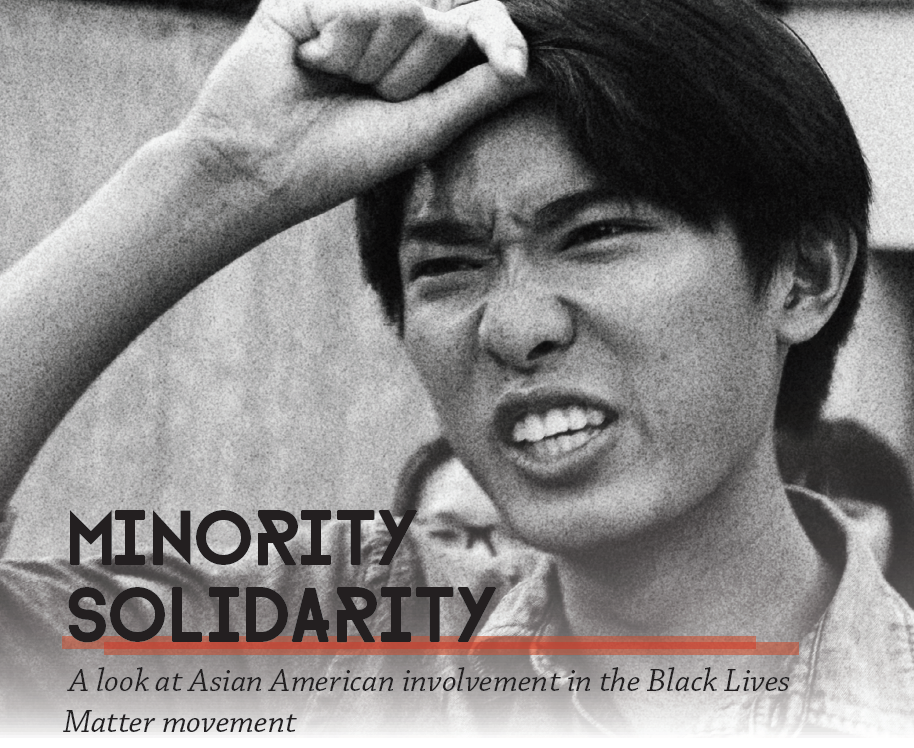 MINORITY
SOLIDARITY
A look at Asian American involvement in the Black Lives
Matter movement